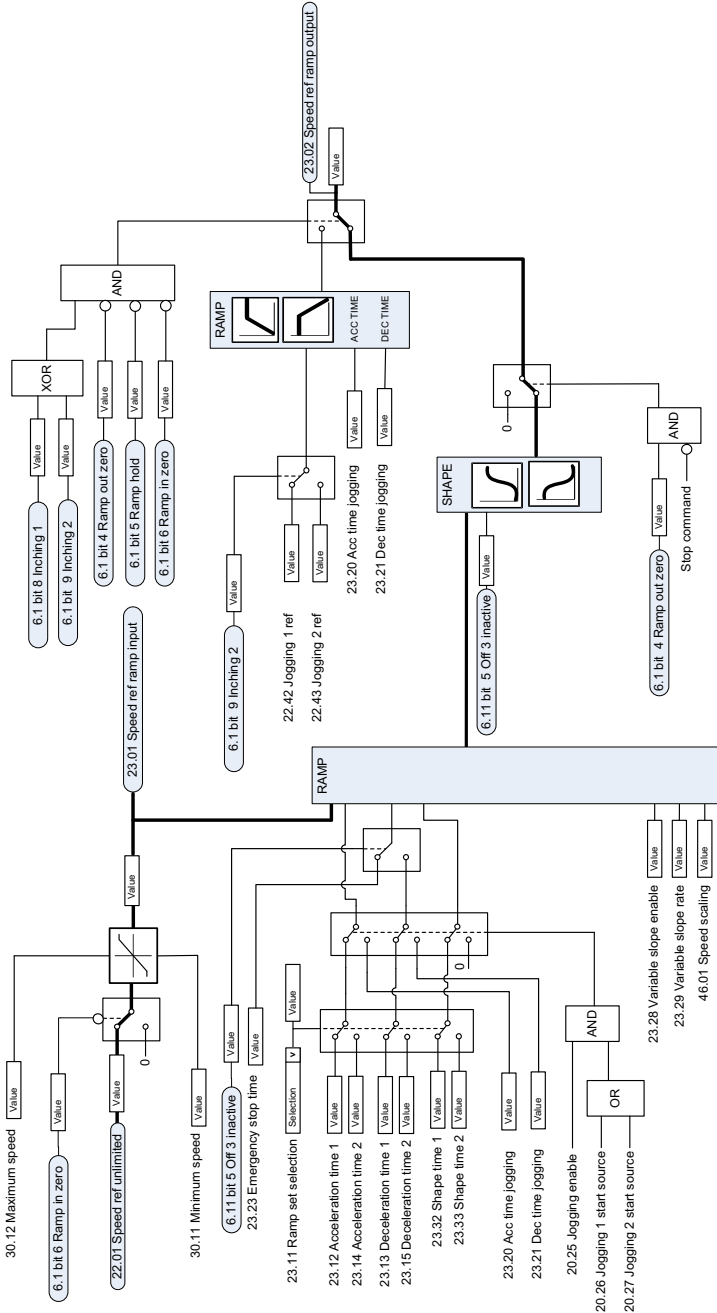 30.12 Maximum speed
Value
6.1 bit 6 Ramp in zero
Value
22.01 Speed ref unlimited
Value
0
30.11 Minimum speed
Value
Value
23.01 Speed ref ramp input
6.11 bit 5 Off 3 inactive
Value
23.23 Emergency stop time
Value
23.11 Ramp set selection
Selection
v
Value
23.12 Acceleration time 1
Value
23.14 Acceleration time 2
Value
23.13 Deceleration time 1
Value
23.15 Deceleration time 2
Value
23.32 Shape time 1
Value
23.33 Shape time 2
Value
0
23.20 Acc time jogging
Value
23.21 Dec time jogging
Value
20.25 Jogging enable
20.26 Jogging 1 start source
20.27 Jogging 2 start source
OR
AND
RAMP
23.28 Variable slope enable
Value
23.29 Variable slope rate
Value
46.01 Speed scaling
Value
6.1 bit 8 Inching 1
Value
6.1 bit 9 Inching 2
Value
XOR
6.1 bit 4 Ramp out zero
Value
6.1 bit 5 Ramp hold
Value
6.1 bit 6 Ramp in zero
Value
AND
6.1 bit 9 Inching 2
Value
22.42 Jogging 1 ref
Value
22.43 Jogging 2 ref
Value
23.20 Acc time jogging
Value
23.21 Dec time jogging
Value
RAMP
ACC TIME
DEC TIME
6.11 bit 5 Off 3 inactive
Value
SHAPE
0
6.1 bit 4 Ramp out zero
Value
Stop command
AND
Value
23.02 Speed ref ramp output